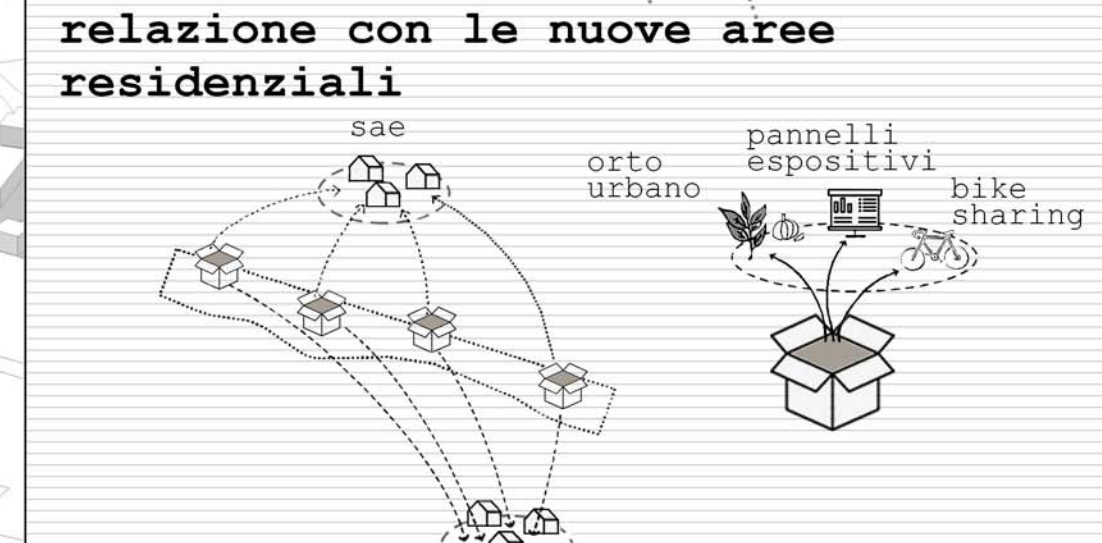 relazione con le nuove aree
residenziali
sae
orto
urbano
pannelli
espositivi
bike
sharing